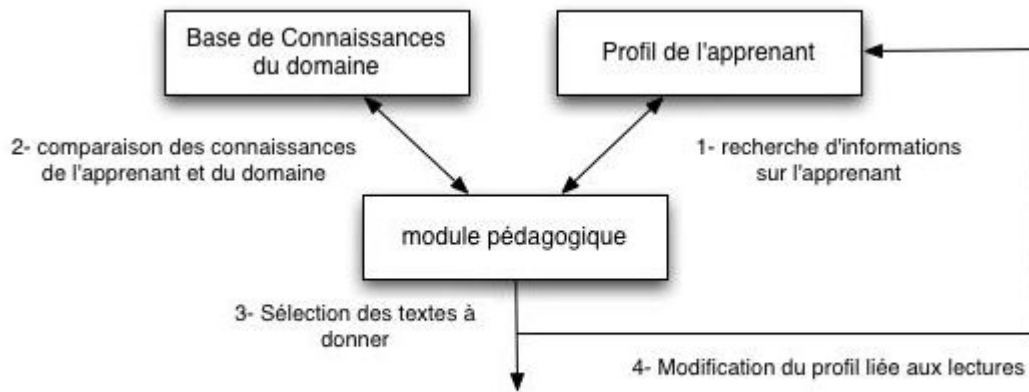 Base de Connaissances
du domaine
Profil de l'apprenant
2- comparaison des connaissances
de l'apprenant et du domaine
1- recherche d'informations
sur l'apprenant
module pédagogique
3- Sélection des textes à
donner
4- Modification du profil liée aux lectures